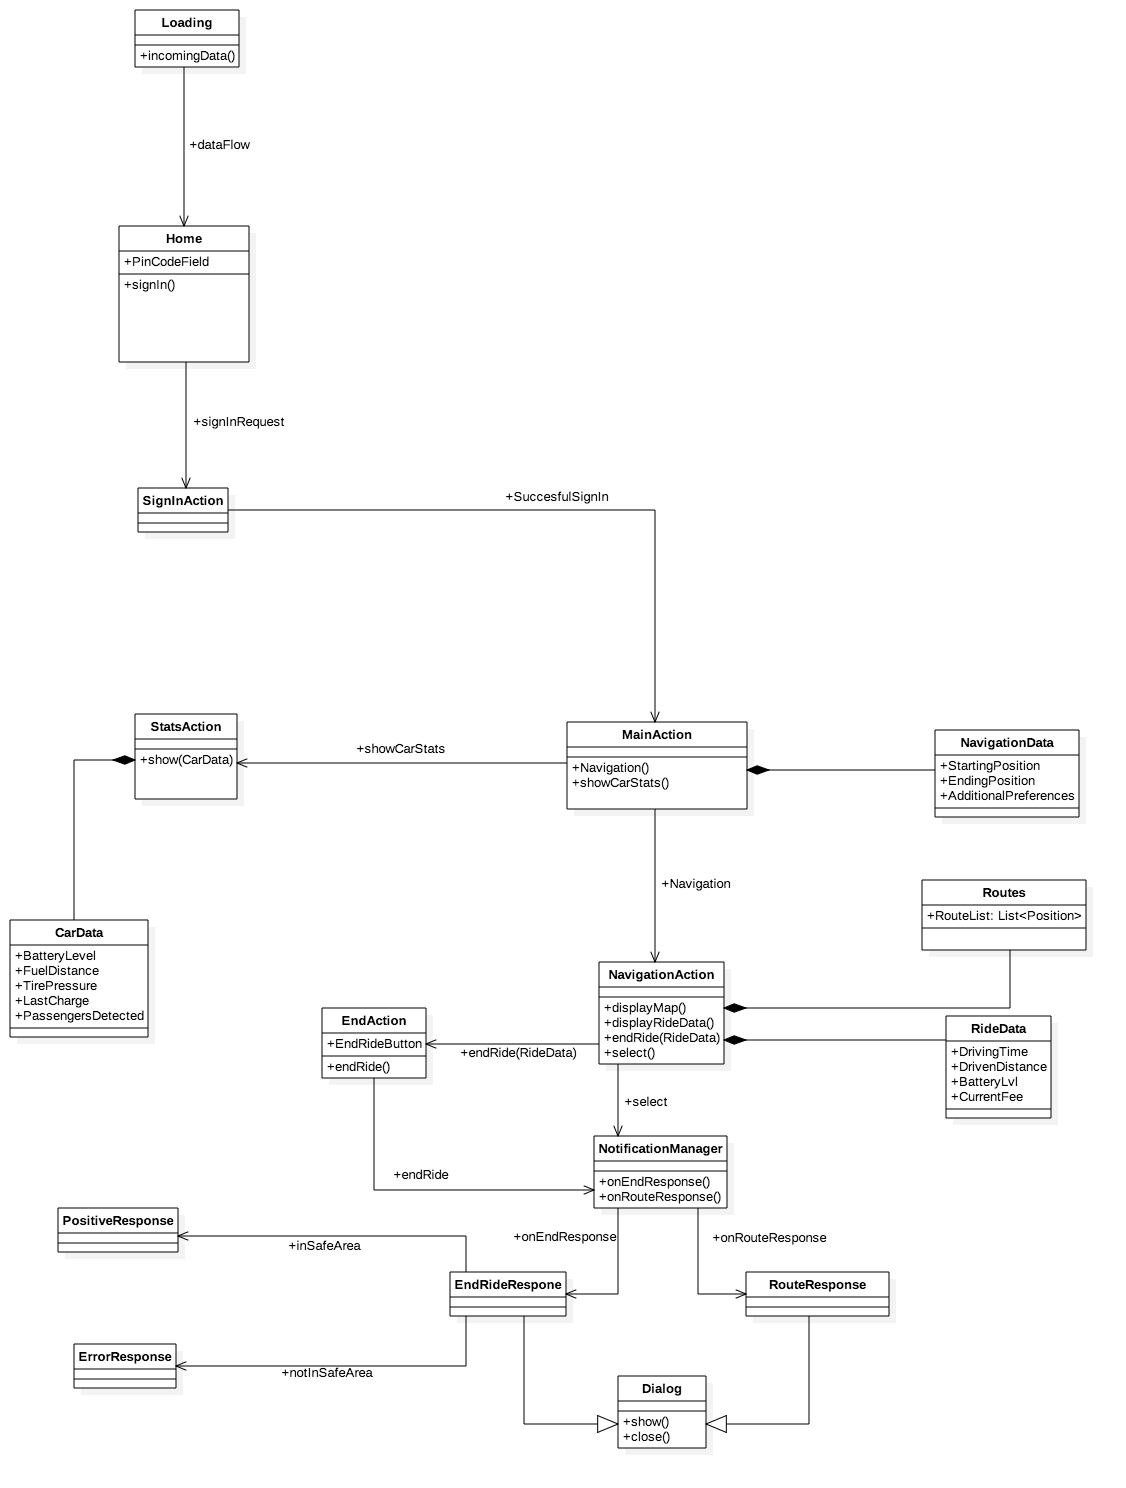 Loading
+incomingData()
+dataFlow
Home
+PinCodeField
+signIn()
+signInRequest
SignInAction
+SuccesfulSignIn
StatsAction
+show(CarData)
+showCarStats
MainAction
+Navigation()
+showCarStats()
NavigationData
+StartingPosition
+EndingPosition
+AdditionalPreferences
+Navigation
Routes
+RouteList: List<Position>
CarData
+BatteryLevel
+FuelDistance
+TirePressure
+LastCharge
+PassengersDetected
NavigationAction
+displayMap()
+displayRideData()
+endRide(RideData)
+select()
EndAction
+EndRideButton
+endRide()
+endRide(RideData)
RideData
+DrivingTime
+DrivenDistance
+BatteryLvl
+CurrentFee
+select
NotificationManager
+onEndResponse()
+onRouteResponse()
+endRide
PositiveResponse
+inSafeArea
+onEndResponse
+onRouteResponse
EndRideRespone
RouteResponse
ErrorResponse
+notInSafeArea
Dialog
+show()
+close()